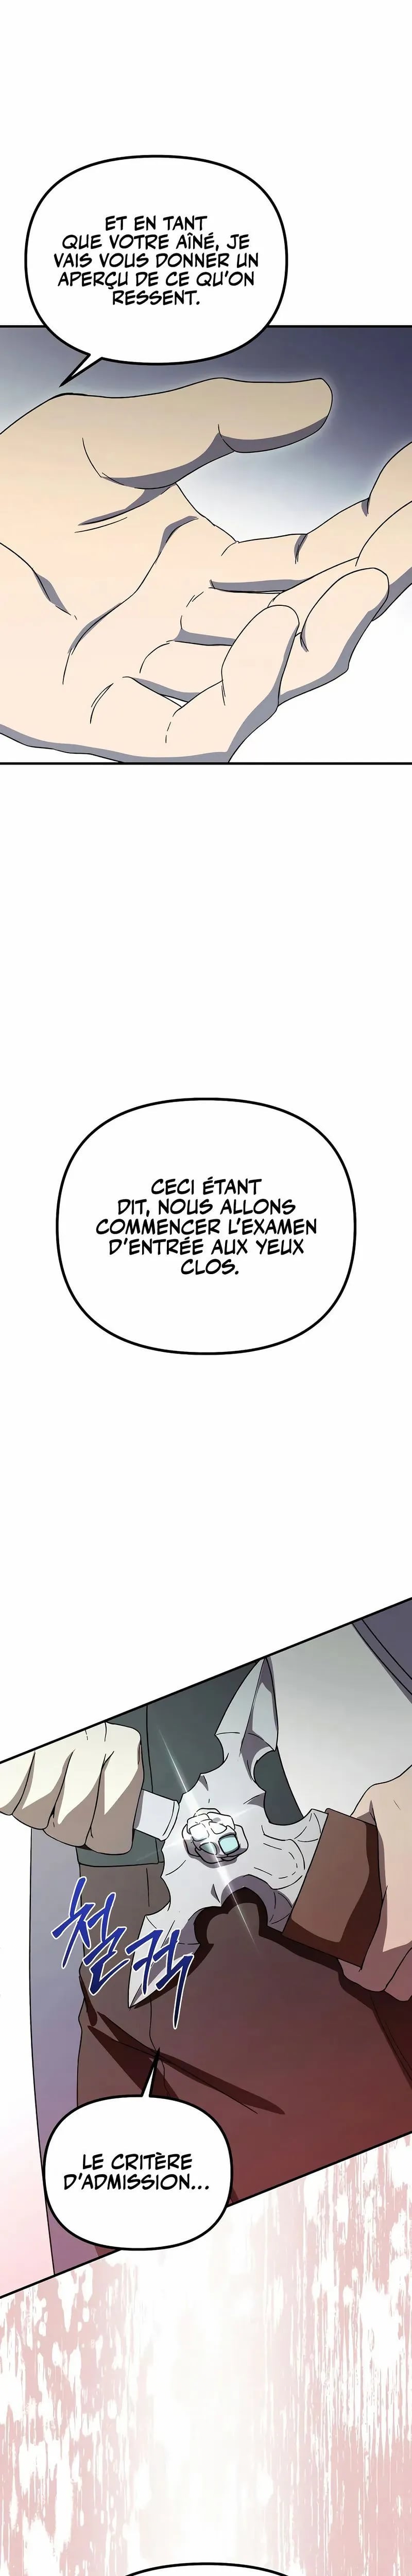 ET EN TANT
QUE VOTRE AÎNÉ, JE
VAIS VOUS DONNER UN
APERÇU DE CE QU'ON
RESSENT.
CECI ÉTANT
DIT, NOUS ALLONS
COMMENCER L'EXAMEN
D'ENTRÉE AUX YEUX
CLOS.
철컥
LE CRITÈRE
D'ADMISSION...